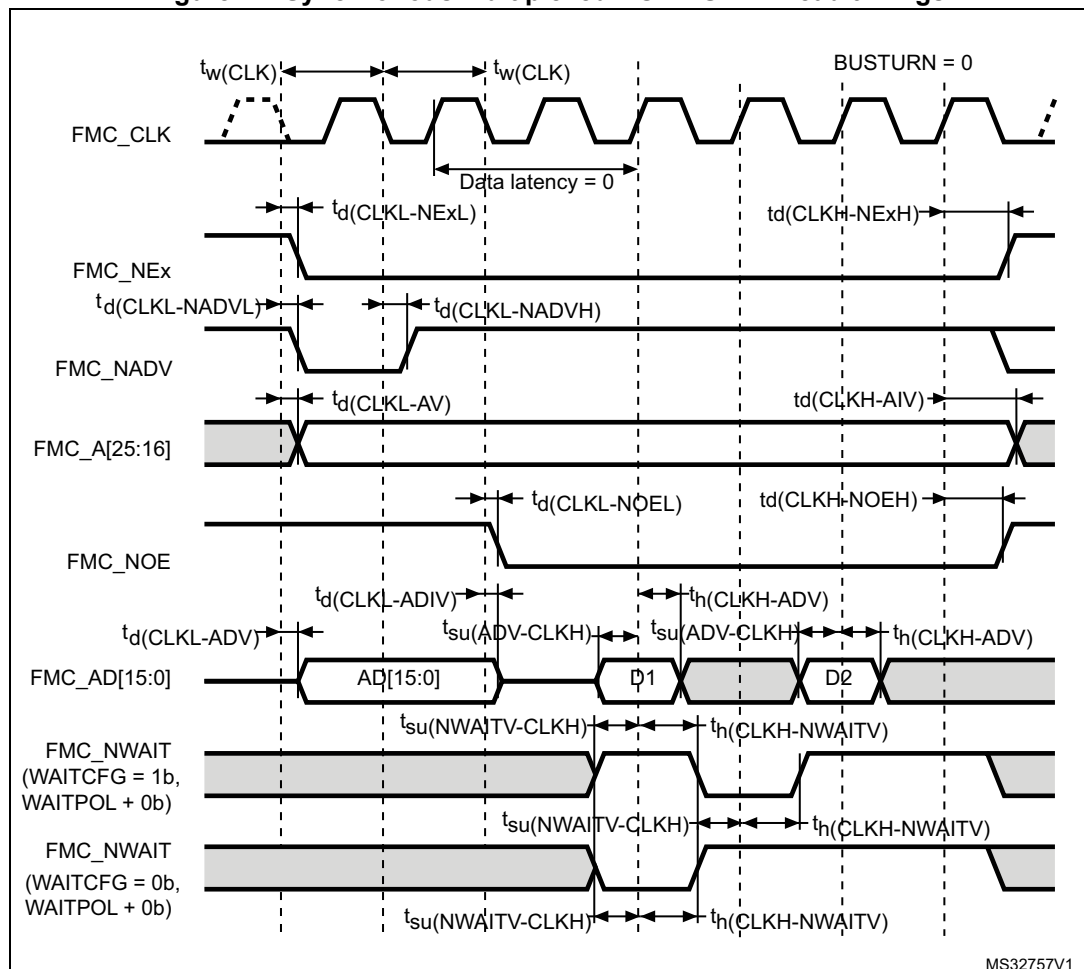 tw(CLK) tw(CLK) BUSTURN = 0
FMC_CLK
Data latency = 0
td(CLKL-NExL) td(CLKH-NExH)
FMC_NEx
td(CLKL-NADVL) td(CLKL-NADVH)
FMC_NADV
td(CLKL-AV) td(CLKH-AIV)
FMC_A[25:16]
td(CLKL-NOEL) td(CLKH-NOEH)
FMC_NOE
td(CLKL-ADIV) th(CLKH-ADV)
td(CLKL-ADV) tsu(ADV-CLKH) tsu(ADV-CLKH) th(CLKH-ADV)
FMC_AD[15:0] AD[15:0] D1 D2
tsu(NWAITV-CLKH) th(CLKH-NWAITV)
FMC_NWAIT
(WAITCFG = 1b,
WAITPOL + 0b)
tsu(NWAITV-CLKH) th(CLKH-NWAITV)
FMC_NWAIT
(WAITCFG = 0b,
WAITPOL + 0b)
tsu(NWAITV-CLKH) th(CLKH-NWAITV)
MS32757V1